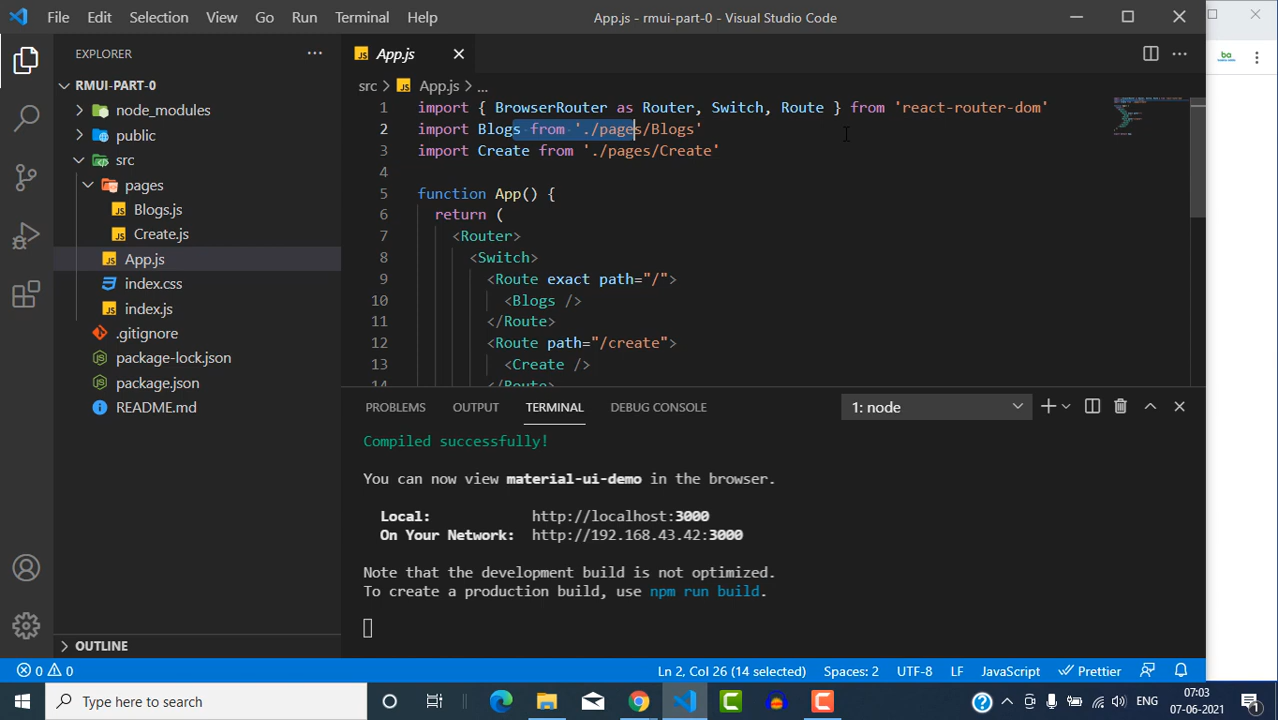 File Edit Selection View Go Run Terminal Help
App.js - rmui-part-0 - Visual Studio Code
EXPLORER
RMUI-PART-0
node_modules
public
src
pages
Blogs.js
Create.js
App.js
index.css
index.js
.gitignore
package-lock.json
package.json
README.md
OUTLINE
App.js
src App.js ...
1 import { BrowserRouter as Router, Switch, Route } from 'react-router-dom'
2 import Blogs from './pages/Blogs'
3 import Create from './pages/Create'
4
5 function App() {
6 return (
7 <Router>
8 <Switch>
9 <Route exact path="/">
10 <Blogs />
11 </Route>
12 <Route path="/create">
13 <Create />
14 </Route>
PROBLEMS OUTPUT TERMINAL DEBUG CONSOLE 1: node
Compiled successfully!
You can now view material-ui-demo in the browser.
Local: http://localhost:3000
On Your Network: http://192.168.43.42:3000
Note that the development build is not optimized.
To create a production build, use npm run build.
0 0 Ln 2, Col 26 (14 selected) Spaces: 2 UTF-8 LF JavaScript Prettier
Type here to search
ENG
07:03
07-06-2021
1